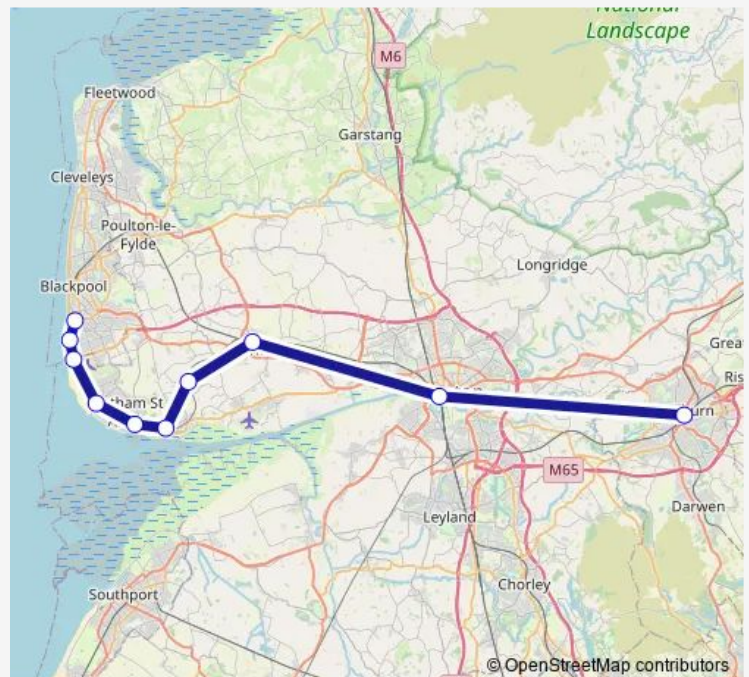 National
Landscape
M6
Fleetwood
Garstang
Cleveleys
Poulton-le-
Fylde
Longridge
Blackpool
Grea
Ris
tham St
urn
M65
Darwen
Leyland
Chorley
Southport
© OpenStreetMap contributors